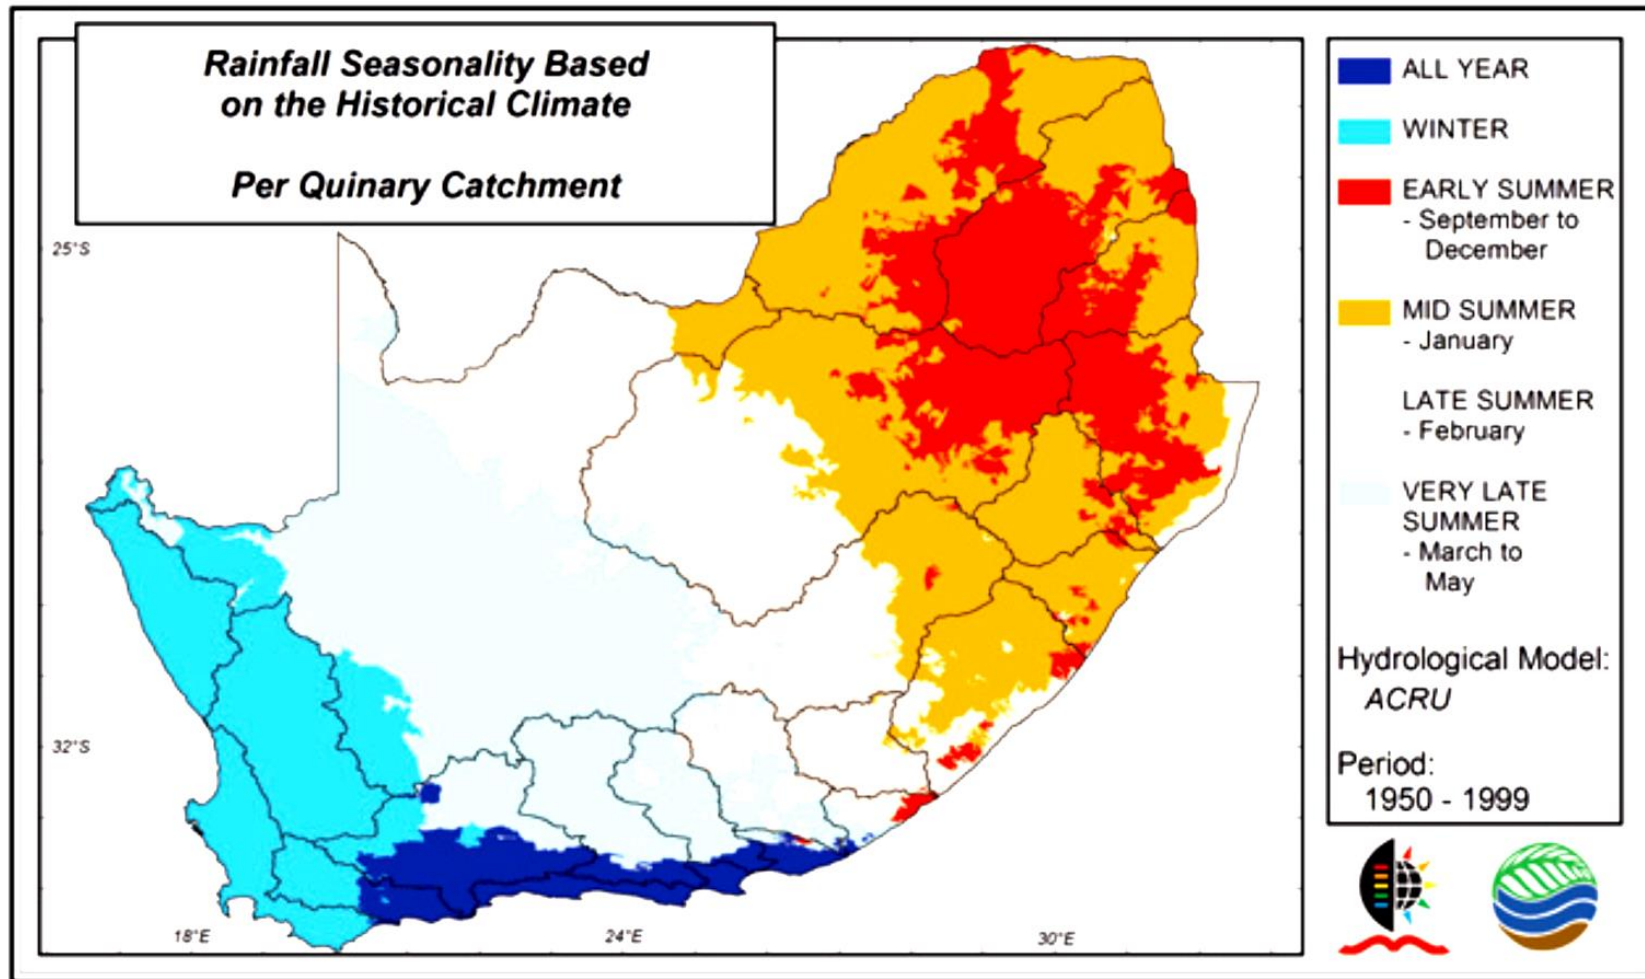 Rainfall Seasonality Based
on the Historical Climate
Per Quinary Catchment
25°S
32°S
18°E
24°E
30°E
ALL YEAR
WINTER
EARLY SUMMER
- September to
December
MID SUMMER
- January
LATE SUMMER
- February
VERY LATE
SUMMER
- March to
May
Hydrological Model:
ACRU
Period:
1950 - 1999